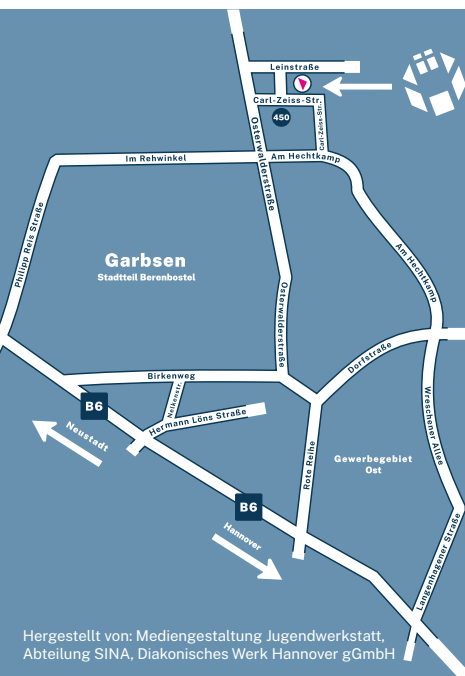 Leinstraße
Carl-Zeiss-Str.
450
Carl-Zeiss-Str.
Osterwalderstraße
Im Rehwinkel
Am Hechtkamp
Philipp Reis Straße
Garbsen
Stadtteil Berenbostel
Am Hechtkamp
Osterwalderstraße
Dorfstraße
Birkenweg
Nelkenstr.
B6
Hermann Löns Straße
Wreschener Allee
Neustadt
Rote Reihe
Gewerbegebiet
Ost
B6
Hannover
Langenhagener Straße
Hergestellt von: Mediengestaltung Jugendwerkstatt,
Abteilung SINA, Diakonisches Werk Hannover gGmbH